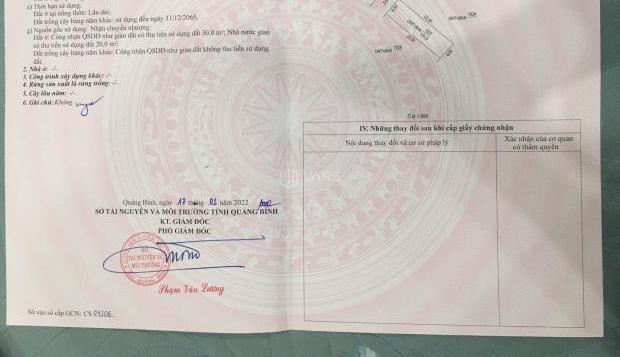 e) Thời hạn sử dụng:
Đất ở tại nông thôn: Lâu dài;
Đất trồng cây hàng năm khác: sử dụng đến ngày 31/12/2065.
g) Nguồn gốc sử dụng: Nhận chuyển nhượng:
Đất ở: Công nhận QSDĐ như giao đất có thu tiền sử dụng đất 30.0 m²; Nhà nước giao
có thu tiền sử dụng đất 20.0 m²;
Đất trồng cây hàng năm khác: Công nhận QSDĐ như giao đất không thu tiền sử dụng
đất.
2. Nhà ở: -/-
3. Công trình xây dựng khác: -/-
4. Rừng sản xuất là rừng trồng: -/-
5. Cây lâu năm: -/-
6. Ghi chú: Không.
IV. Những thay đổi sau khi cấp giấy chứng nhận
Nội dung thay đổi và cơ sở pháp lý
Xác nhận của cơ quan
có thẩm quyền
VARS
Quảng Bình, ngày 17 tháng 01 năm 2022
SỞ TÀI NGUYÊN VÀ MÔI TRƯỜNG TỈNH QUẢNG BÌNH
KT. GIÁM ĐỐC
PHÓ GIÁM ĐỐC
SỞ
TÀI NGUYÊN VÀ
MÔI TRƯỜNG
Phạm Văn Lương
Số vào sổ cấp GCN: CS